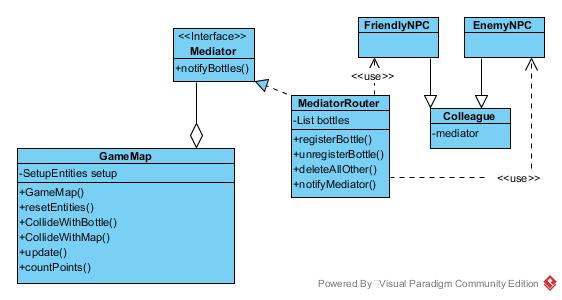 <<Interface>>
Mediator
+notifyBottles()
FriendlyNPC
EnemyNPC
<<use>>
MediatorRouter
-List bottles
+registerBottle()
+unregisterBottle()
+deleteAllOther()
+notifyMediator()
Colleague
-mediator
<<use>>
GameMap
-SetupEntities setup
+GameMap()
+resetEntities()
+CollideWithBottle()
+CollideWithMap()
+update()
+countPoints()
Powered By Visual Paradigm Community Edition